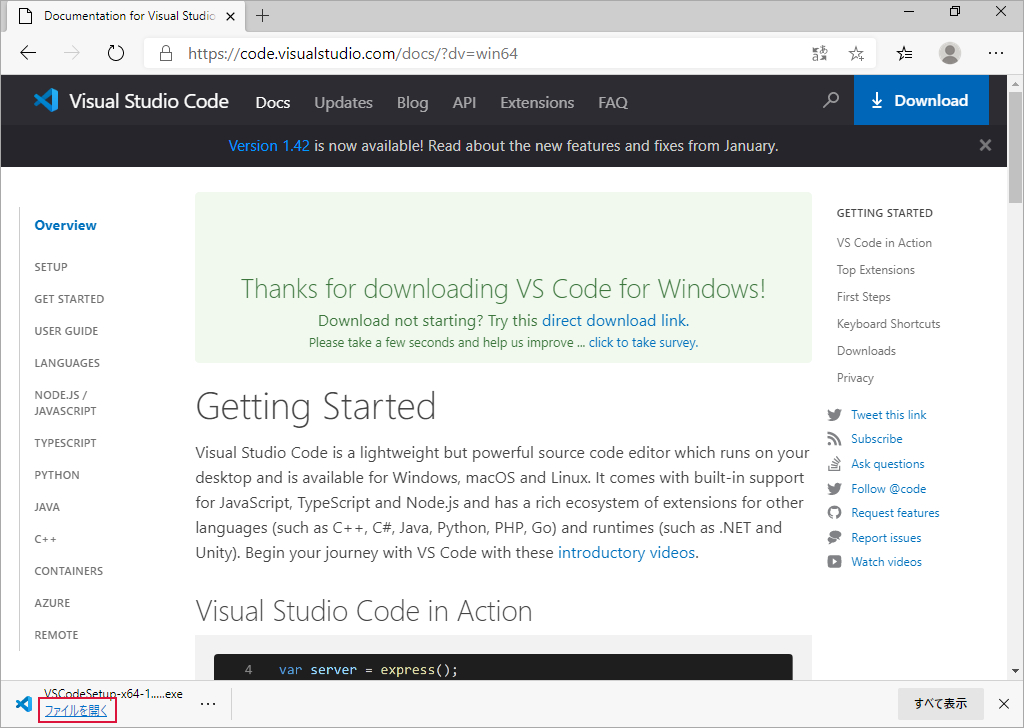 Documentation for Visual Studio
https://code.visualstudio.com/docs/?dv=win64
Visual Studio Code
Docs
Updates
Blog
API
Extensions
FAQ
Download
Version 1.42 is now available! Read about the new features and fixes from January.
Overview
SETUP
GET STARTED
USER GUIDE
LANGUAGES
NODE.JS /
JAVASCRIPT
TYPESCRIPT
PYTHON
JAVA
C++
CONTAINERS
AZURE
REMOTE
Thanks for downloading VS Code for Windows!
Download not starting? Try this direct download link.
Please take a few seconds and help us improve ... click to take survey.
Getting Started
Visual Studio Code is a lightweight but powerful source code editor which runs on your
desktop and is available for Windows, macOS and Linux. It comes with built-in support
for JavaScript, TypeScript and Node.js and has a rich ecosystem of extensions for other
languages (such as C++, C#, Java, Python, PHP, Go) and runtimes (such as .NET and
Unity). Begin your journey with VS Code with these introductory videos.
Visual Studio Code in Action
4 var server = express();
GETTING STARTED
VS Code in Action
Top Extensions
First Steps
Keyboard Shortcuts
Downloads
Privacy
Tweet this link
Subscribe
Ask questions
Follow @code
Request features
Report issues
Watch videos
VSCodeSetup-x64-1.....exe
ファイルを開く
すべて表示